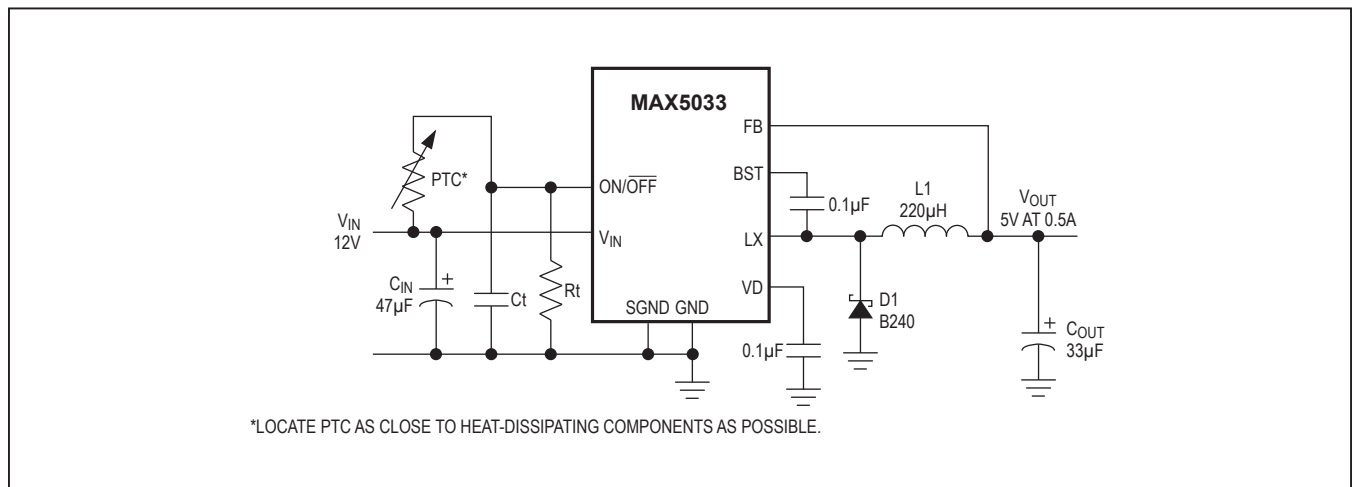 MAX5033
FB
BST
PTC*
ON/OFF
0.1µF
L1
220µH
VOUT
5V AT 0.5A
VIN
12V
VIN
LX
CIN
47µF
+
Ct
Rt
VD
D1
B240
SGND GND
0.1µF
+
COUT
33µF
*LOCATE PTC AS CLOSE TO HEAT-DISSIPATING COMPONENTS AS POSSIBLE.